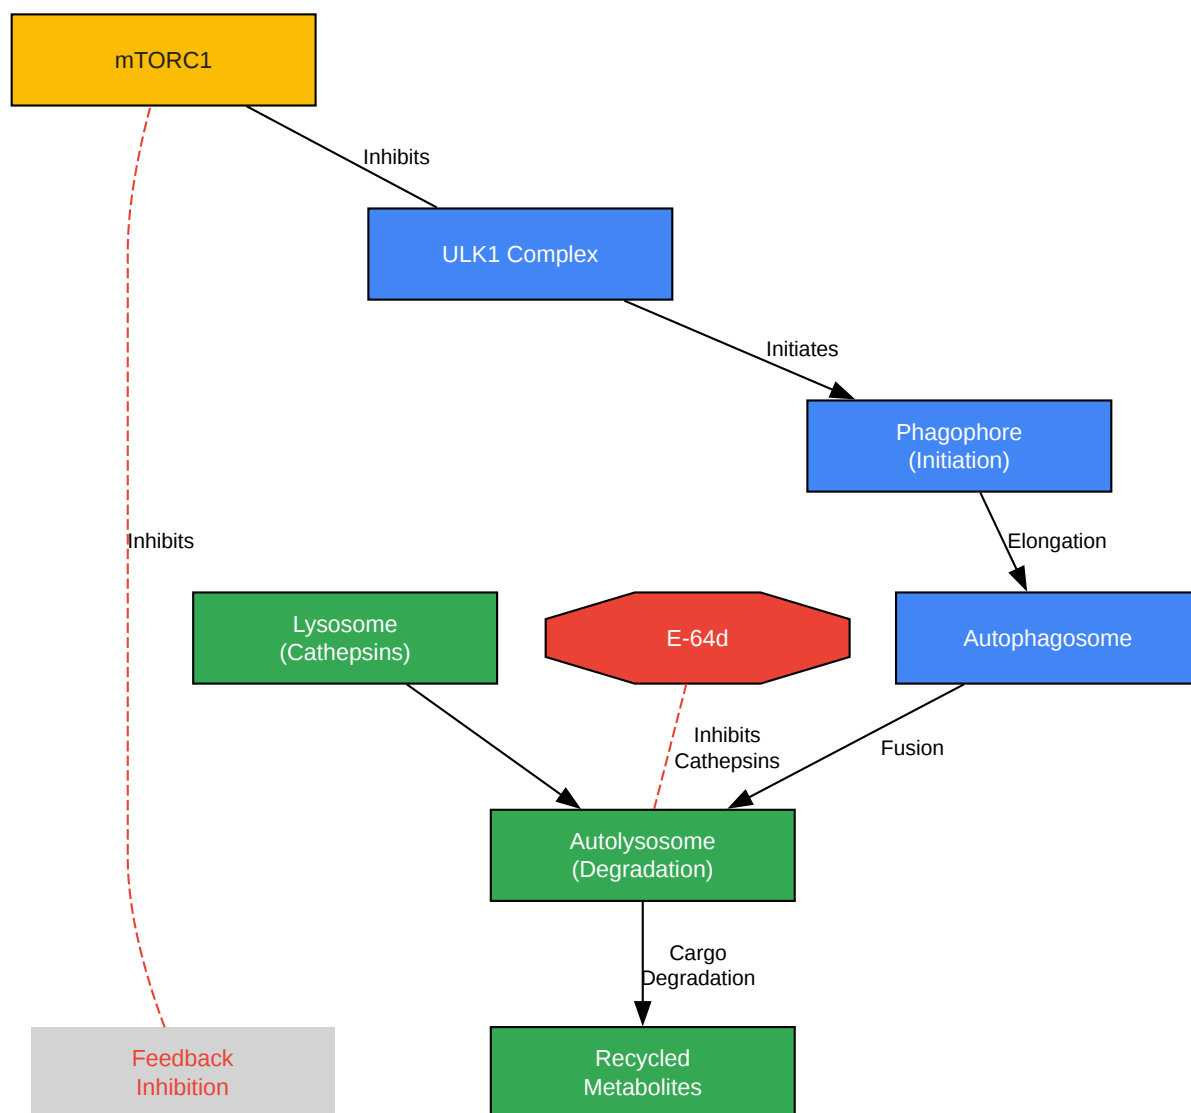 mTORC1
Inhibits
ULK1 Complex
Initiates
Phagophore
(Initiation)
Elongation
Inhibits
Lysosome
(Cathepsins)
E-64d
Autophagosome
Inhibits
Cathepsins
Fusion
Autolysosome
(Degradation)
Cargo
Degradation
Feedback
Inhibition
Recycled
Metabolites